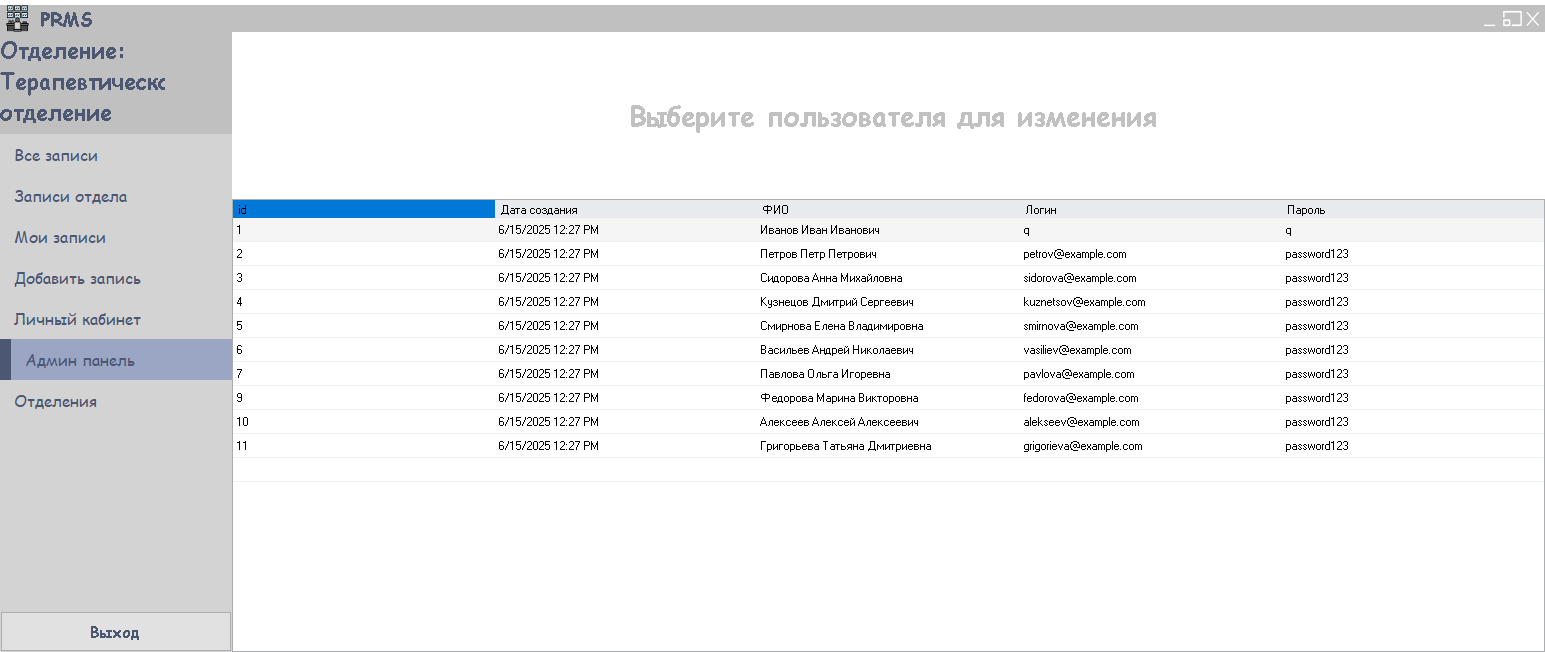 PRMS
Отделение:
Терапевтическс
отделение
Все записи
Записи отдела
Мои записи
Добавить запись
Личный кабинет
Админ панель
Отделения
Выход
Выберите пользователя для изменения
id Дата создания ФИО Логин Пароль
1 6/15/2025 12:27 PM Иванов Иван Иванович q q
2 6/15/2025 12:27 PM Петров Петр Петрович petrov@example.com password123
3 6/15/2025 12:27 PM Сидорова Анна Михайловна sidorova@example.com password123
4 6/15/2025 12:27 PM Кузнецов Дмитрий Сергеевич kuznetsov@example.com password123
5 6/15/2025 12:27 PM Смирнова Елена Владимировна smirnova@example.com password123
6 6/15/2025 12:27 PM Васильев Андрей Николаевич vasiliev@example.com password123
7 6/15/2025 12:27 PM Павлова Ольга Игоревна pavlova@example.com password123
9 6/15/2025 12:27 PM Федорова Марина Викторовна fedorova@example.com password123
10 6/15/2025 12:27 PM Алексеев Алексей Алексеевич alekseev@example.com password123
11 6/15/2025 12:27 PM Григорьева Татьяна Дмитриевна grigorieva@example.com password123